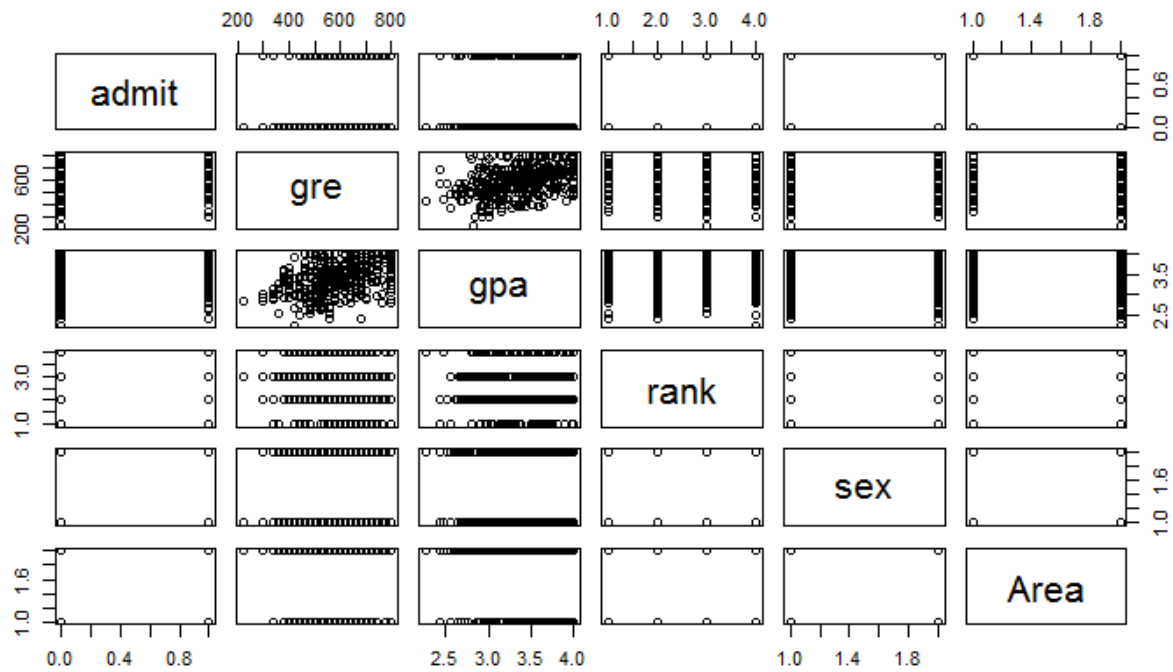 200 400 600 800 1.0 2.0 3.0 4.0 1.0 1.4 1.8
admit 0.0 0.6
200 600 gre
gpa 2.5 3.5
1.0 3.0 rank
sex 1.0 1.6
1.0 1.6 Area
0.0 0.4 0.8 2.5 3.0 3.5 4.0 1.0 1.4 1.8